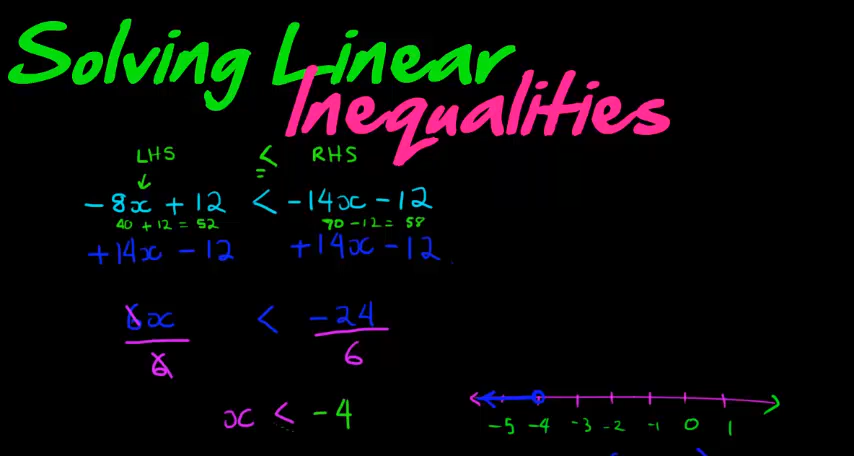 Solving Linear
Inequalities
LHS < RHS
=
-8x + 12 < -14x - 12
40 + 12 = 52 70 - 12 = 58
+14x - 12 +14x - 12
6x < -24
6 6
x < -4
-5 -4 -3 -2 -1 0 1